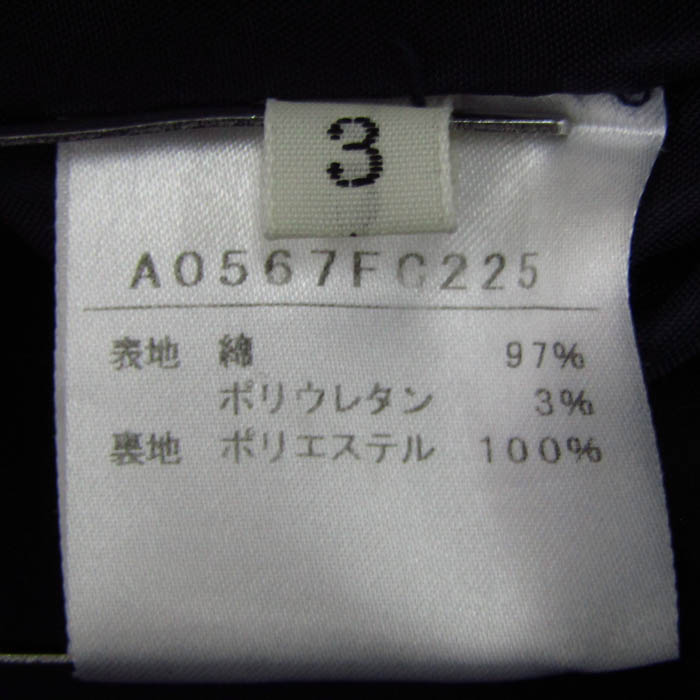 3
A0567FC225
表地 綿 97%
ポリウレタン 3%
裏地 ポリエステル 100%